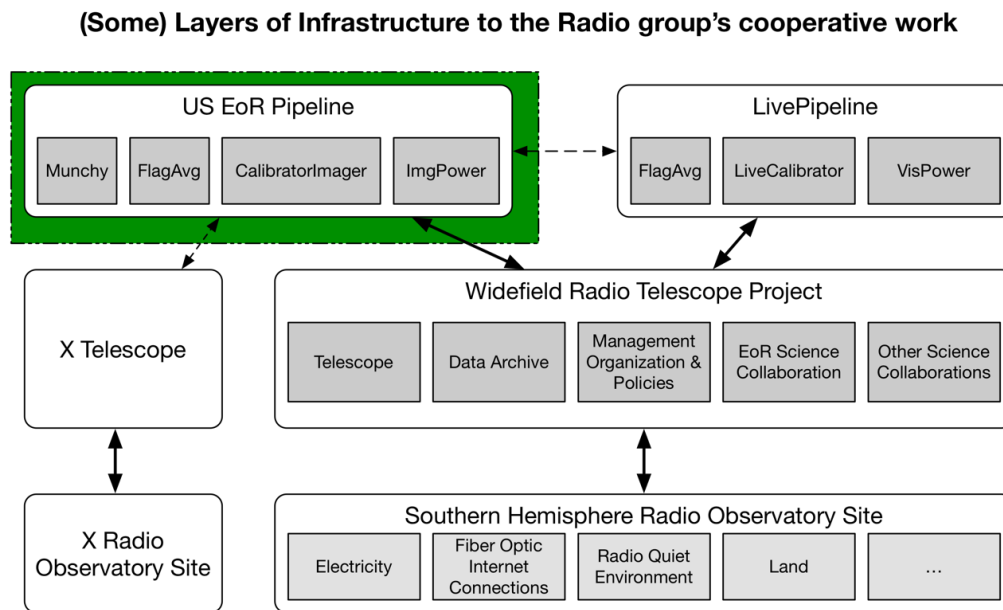 (Some) Layers of Infrastructure to the Radio group's cooperative work
US EoR Pipeline
Munchy
FlagAvg
CalibratorImager
ImgPower
LivePipeline
FlagAvg
LiveCalibrator
VisPower
X Telescope
Widefield Radio Telescope Project
Telescope
Data Archive
Management
Organization &
Policies
EoR Science
Collaboration
Other Science
Collaborations
X Radio
Observatory Site
Southern Hemisphere Radio Observatory Site
Electricity
Fiber Optic
Internet
Connections
Radio Quiet
Environment
Land
...